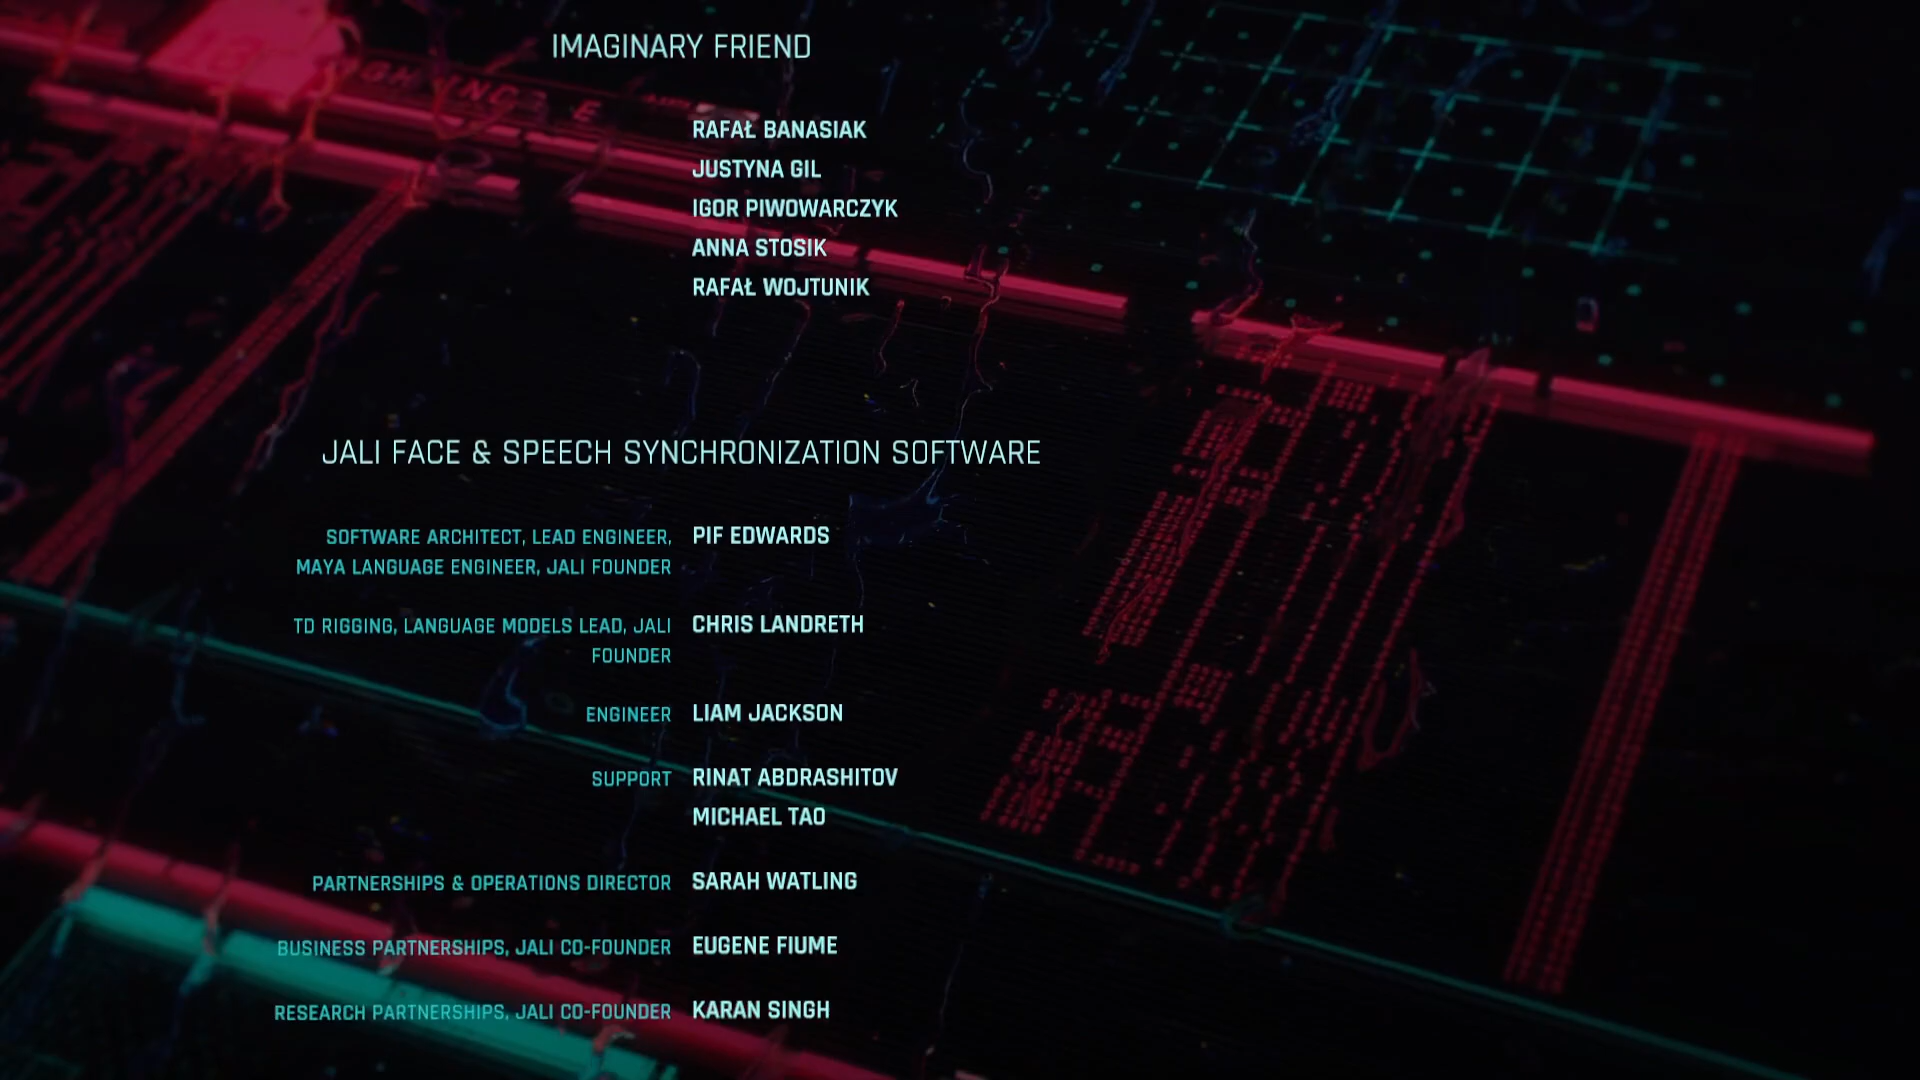 IMAGINARY FRIEND
RAFAŁ BANASIAK
JUSTYNA GIL
IGOR PIWOWARCZYK
ANNA STOSIK
RAFAŁ WOJTUNIK
JALI FACE & SPEECH SYNCHRONIZATION SOFTWARE
SOFTWARE ARCHITECT, LEAD ENGINEER, PIF EDWARDS
MAYA LANGUAGE ENGINEER, JALI FOUNDER
TD RIGGING, LANGUAGE MODELS LEAD, JALI CHRIS LANDRETH
FOUNDER
ENGINEER LIAM JACKSON
SUPPORT RINAT ABDRASHITOV
MICHAEL TAO
PARTNERSHIPS & OPERATIONS DIRECTOR SARAH WATLING
BUSINESS PARTNERSHIPS, JALI CO-FOUNDER EUGENE FIUME
RESEARCH PARTNERSHIPS, JALI CO-FOUNDER KARAN SINGH